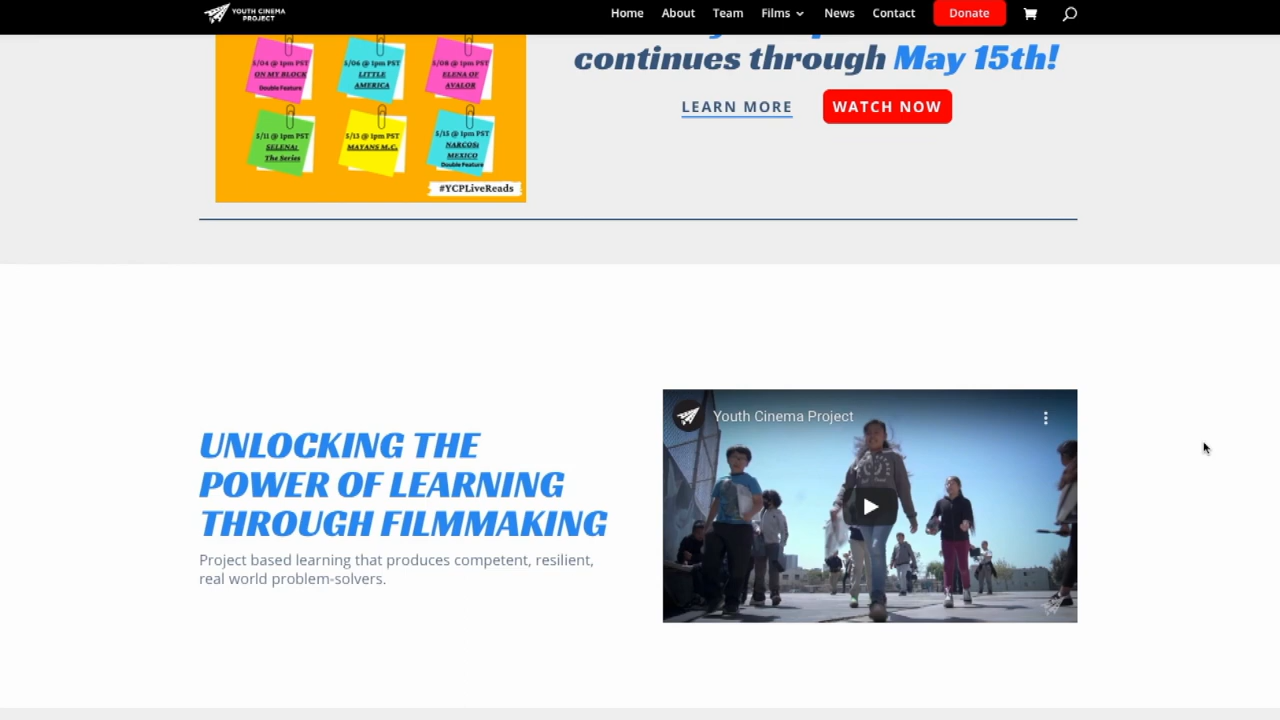 YOUTH CINEMA
PROJECT
Home About Team Films News Contact Donate
continues through May 15th!
LEARN MORE WATCH NOW
5/04 @ 1pm PST
ON MY BLOCK
Double Feature
5/06 @ 1pm PST
LITTLE
AMERICA
5/08 @ 1pm PST
ELENA OF
AVALOR
5/11 @ 1pm PST
SELENA:
The Series
5/13 @ 1pm PST
MAYANS M.C.
5/15 @ 1pm PST
NARCOS:
MEXICO
Double Feature
#YCPLiveReads
UNLOCKING THE
POWER OF LEARNING
THROUGH FILMMAKING
Project based learning that produces competent, resilient,
real world problem-solvers.
Youth Cinema Project